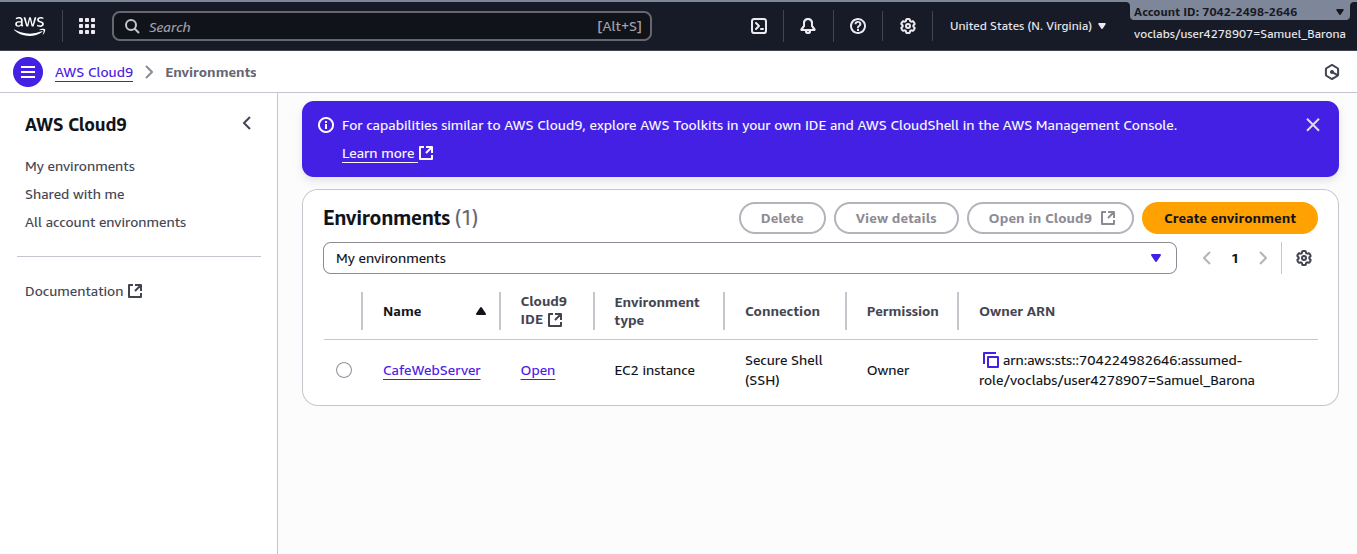 aws
Search
[Alt+S]
United States (N. Virginia)
Account ID: 7042-2498-2646
voclabs/user4278907=Samuel_Barona
AWS Cloud9
Environments
AWS Cloud9
My environments
Shared with me
All account environments
Documentation
For capabilities similar to AWS Cloud9, explore AWS Toolkits in your own IDE and AWS CloudShell in the AWS Management Console.
Learn more
Environments (1)
Delete
View details
Open in Cloud9
Create environment
My environments
1
Name
Cloud9
IDE
Environment
type
Connection
Permission
Owner ARN
CafeWebServer
Open
EC2 instance
Secure Shell
(SSH)
Owner
arn:aws:sts::704224982646:assumed-
role/voclabs/user4278907=Samuel_Barona